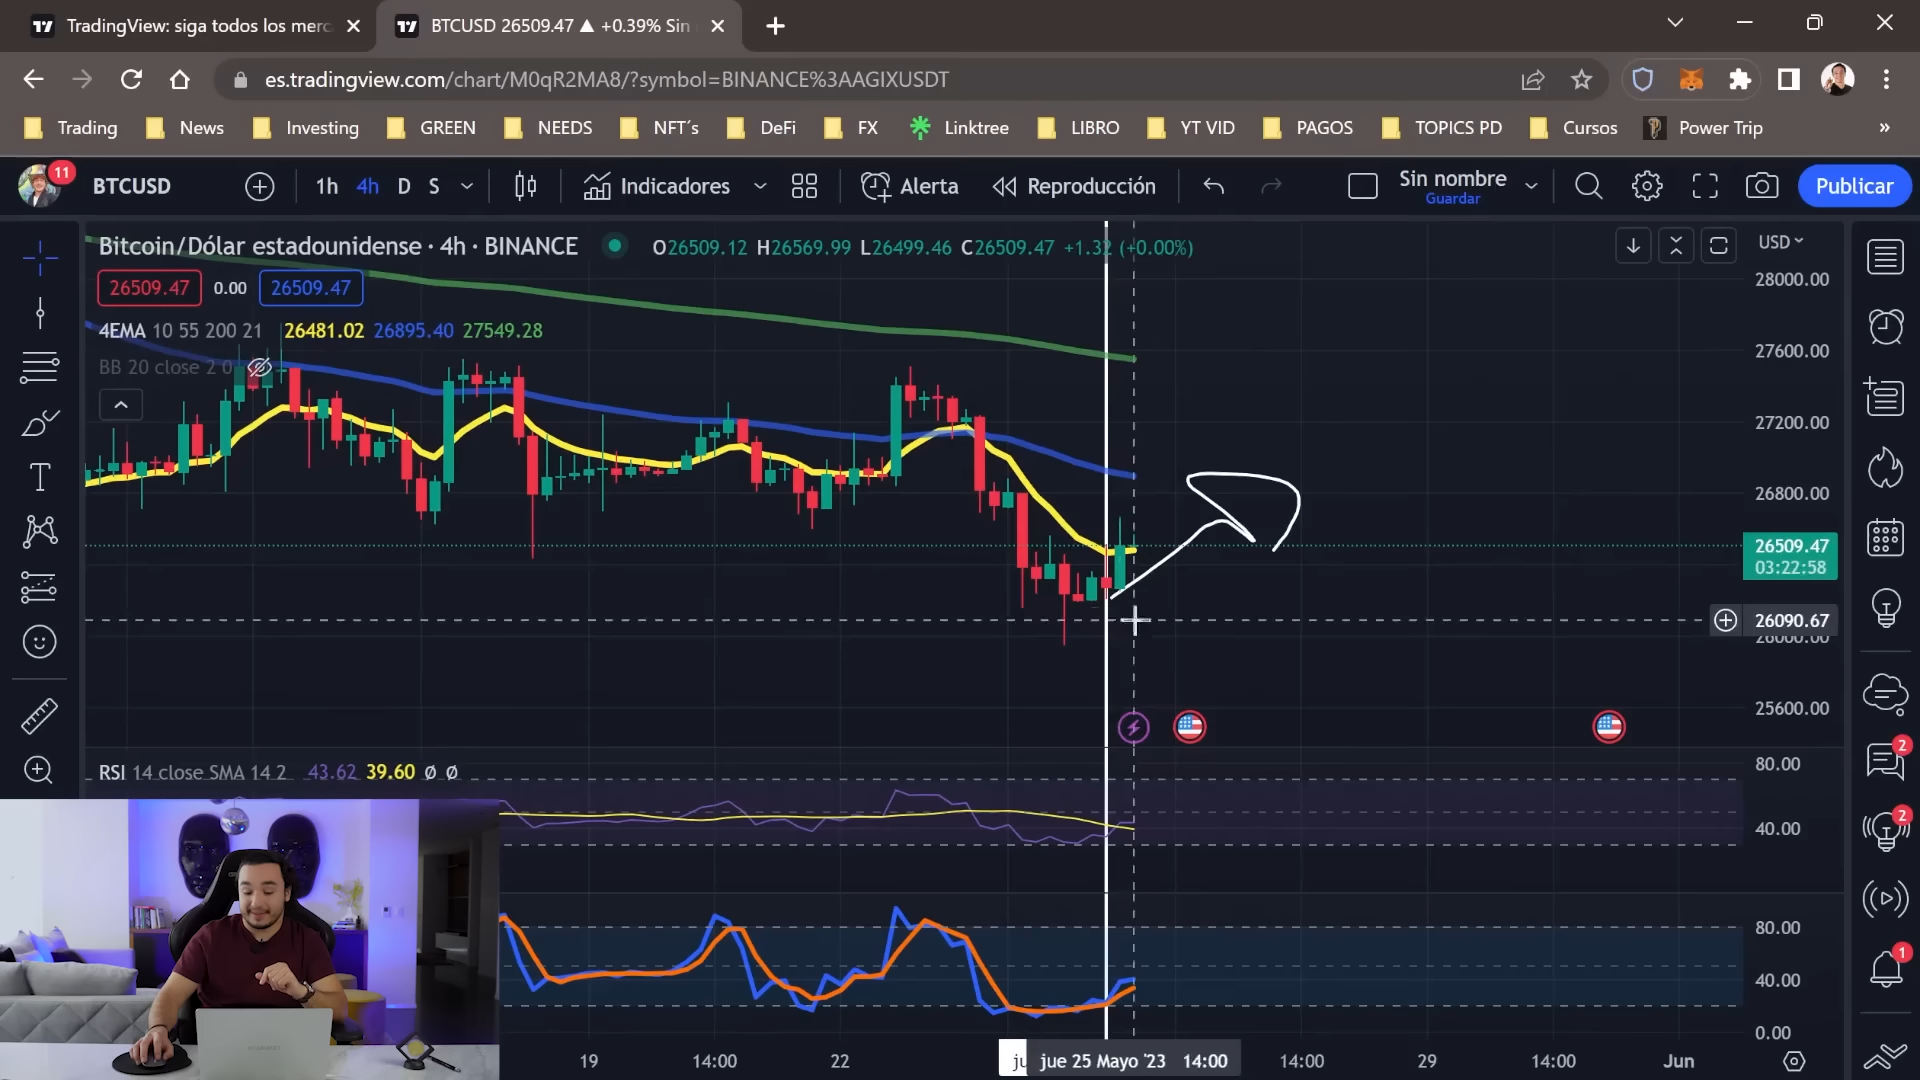 TradingView: siga todos los merc
BTCUSD 26509.47 ▲ +0.39% Sin
es.tradingview.com/chart/M0qR2MA8/?symbol=BINANCE%3AAGIXUSDT
Trading News Investing GREEN NEEDS NFT´s DeFi FX Linktree LIBRO YT VID PAGOS TOPICS PD Cursos Power Trip »
11 BTCUSD 1h 4h D S Indicadores Alerta Reproducción Sin nombre Publicar
Guardar
Bitcoin/Dólar estadounidense · 4h · BINANCE O26509.12 H26569.99 L26499.46 C26509.47 +1.32 (+0.00%) USD
26509.47 0.00 26509.47
4EMA 10 55 200 21 26481.02 26895.40 27549.28
BB 20 close 2 0
28000.00
27600.00
27200.00
26800.00
26509.47
03:22:58
26090.67
26000.00
25600.00
RSI 14 close SMA 14 2 43.62 39.60 Ø Ø
80.00
40.00
80.00
40.00
0.00
2
2
1
19 14:00 22 ju jue 25 Mayo '23 14:00 14:00 29 14:00 Jun